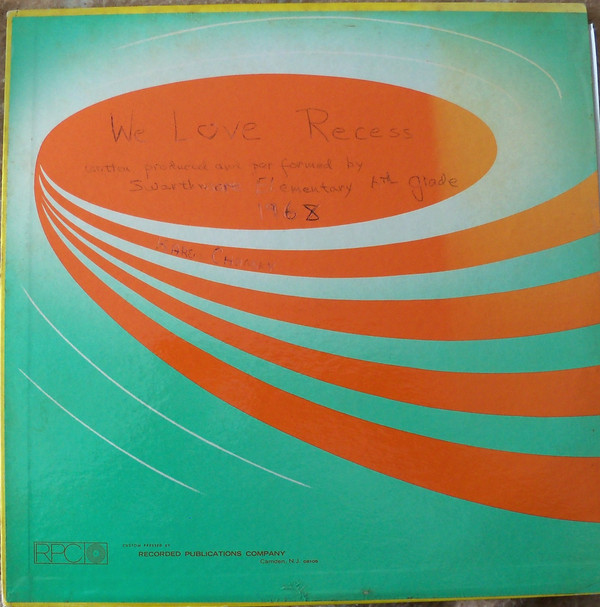 We Love Recess
written produced and performed by
Swarthmore Elementary 4th grade
1968
RPC
CUSTOM PRESSED BY
RECORDED PUBLICATIONS COMPANY
Camden, N.J.